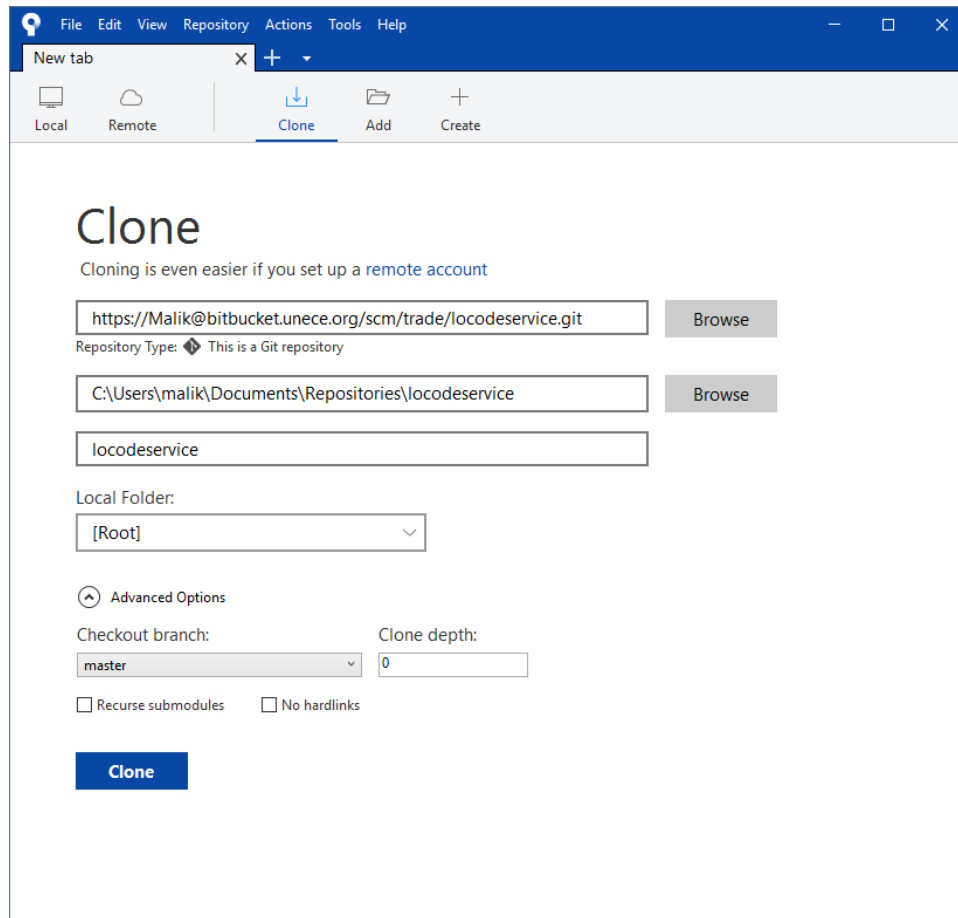 File Edit View Repository Actions Tools Help
New tab
Local Remote Clone Add Create
Clone
Cloning is even easier if you set up a remote account
https://Malik@bitbucket.unece.org/scm/trade/locodeservice.git Browse
Repository Type: This is a Git repository
C:\Users\malik\Documents\Repositories\locodeservice Browse
locodeservice
Local Folder:
[Root]
Advanced Options
Checkout branch: Clone depth:
master 0
Recurse submodules No hardlinks
Clone